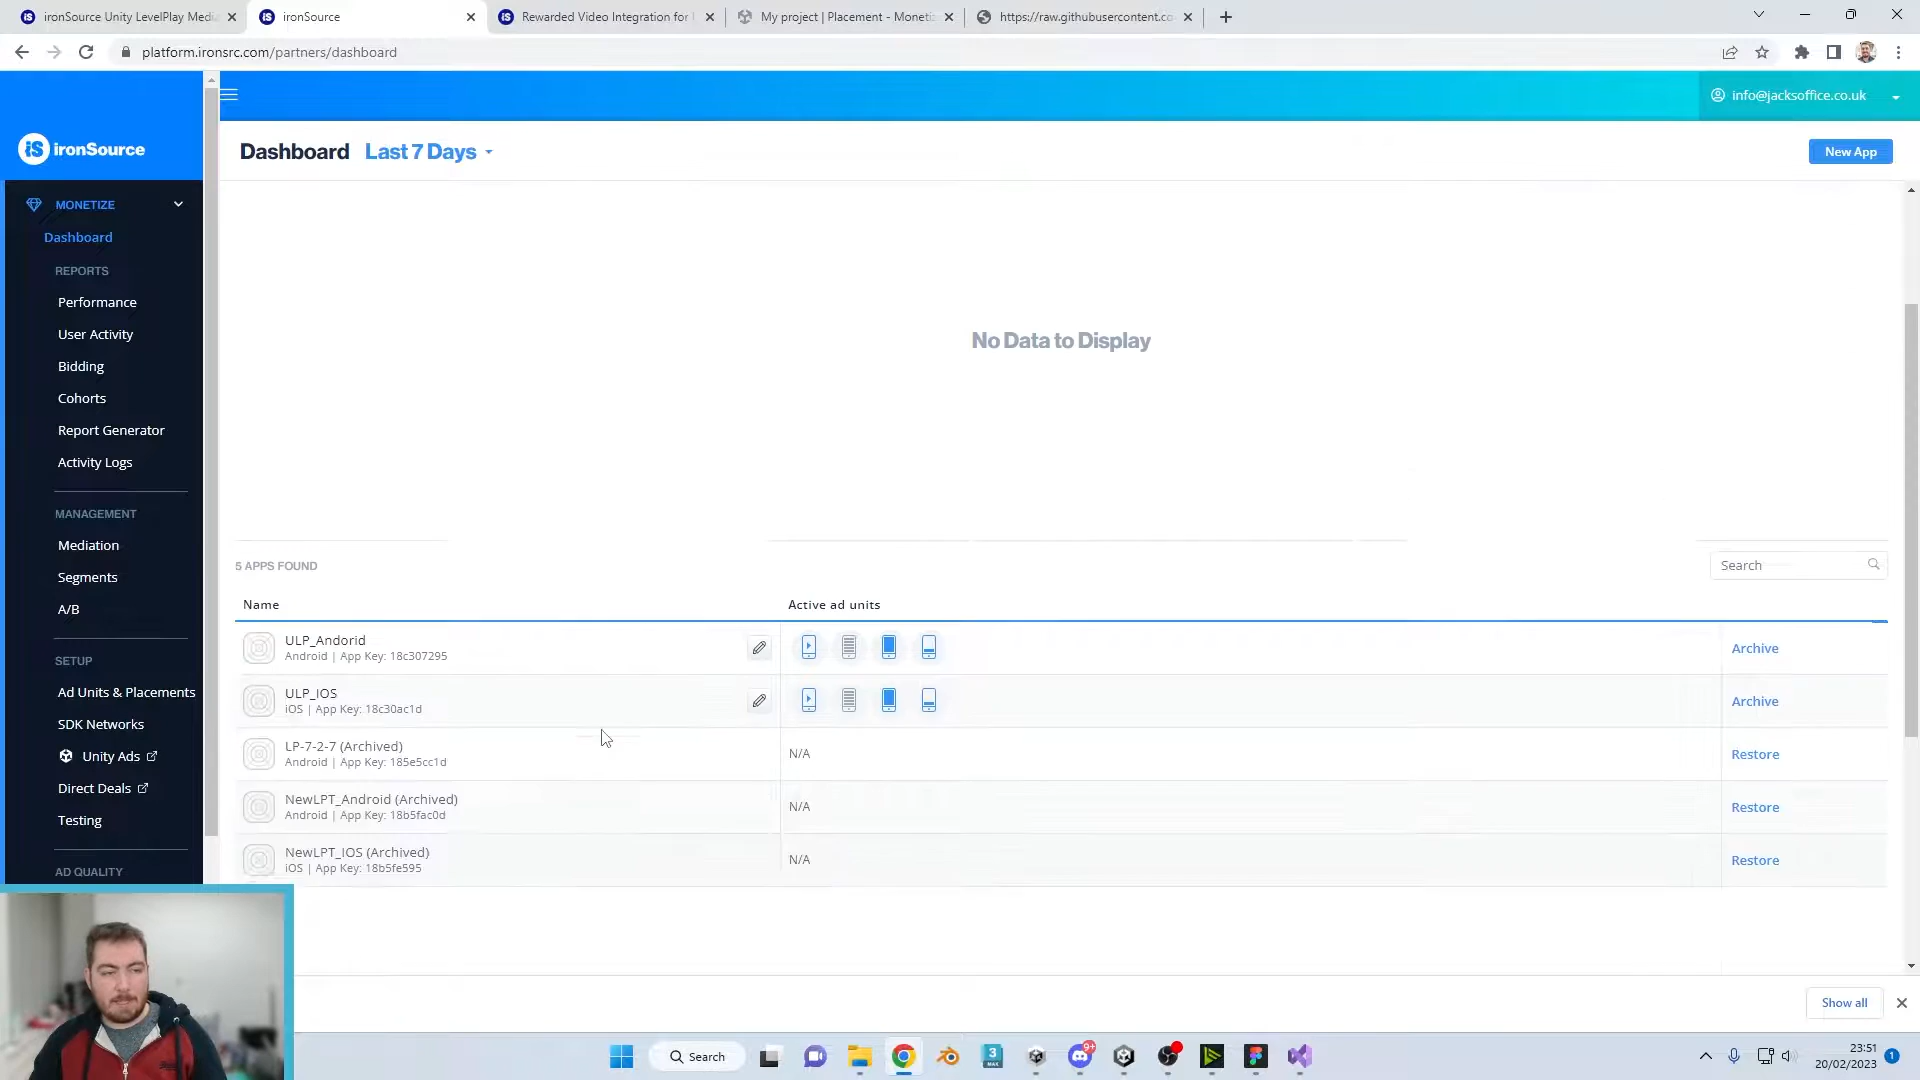 ironSource Unity LevelPlay Medi
ironSource
Rewarded Video Integration for
My project | Placement - Moneti
https://raw.githubusercontent.co
platform.ironsrc.com/partners/dashboard
info@jacksoffice.co.uk
iS ironSource
Dashboard Last 7 Days
New App
MONETIZE
Dashboard
REPORTS
Performance
User Activity
Bidding
Cohorts
Report Generator
Activity Logs
MANAGEMENT
Mediation
Segments
A/B
SETUP
Ad Units & Placements
SDK Networks
Unity Ads
Direct Deals
Testing
AD QUALITY
No Data to Display
5 APPS FOUND
Search
Name Active ad units
ULP_Andorid
Android | App Key: 18c307295
Archive
ULP_IOS
iOS | App Key: 18c30ac1d
Archive
LP-7-2-7 (Archived)
Android | App Key: 185e5cc1d
N/A
Restore
NewLPT_Android (Archived)
Android | App Key: 18b5fac0d
N/A
Restore
NewLPT_IOS (Archived)
iOS | App Key: 18b5fe595
N/A
Restore
Show all
Search
3
MAX
9+
23:51
20/02/2023
1